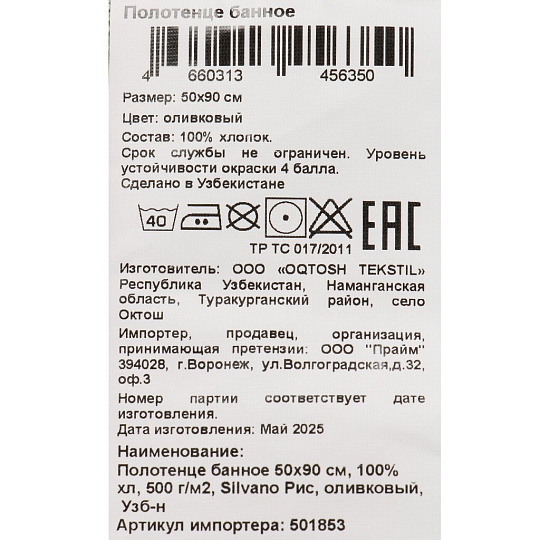 Полотенце банное
4 660313 456350
Размер: 50х90 см
Цвет: оливковый
Состав: 100% хлопок.
Срок службы не ограничен. Уровень
устойчивости окраски 4 балла.
Сделано в Узбекистане
40
EAC
ТР ТС 017/2011
Изготовитель: ООО «OQTOSH TEKSTIL»
Республика Узбекистан, Наманганская
область, Туракурганский район, село
Октош
Импортер, продавец, организация,
принимающая претензии: ООО "Прайм"
394028, г.Воронеж, ул.Волгоградская,д.32,
оф.3
Номер партии соответствует дате
изготовления.
Дата изготовления: Май 2025
Наименование:
Полотенце банное 50х90 см, 100%
хл, 500 г/м2, Silvano Рис, оливковый,
Узб-н
Артикул импортера: 501853